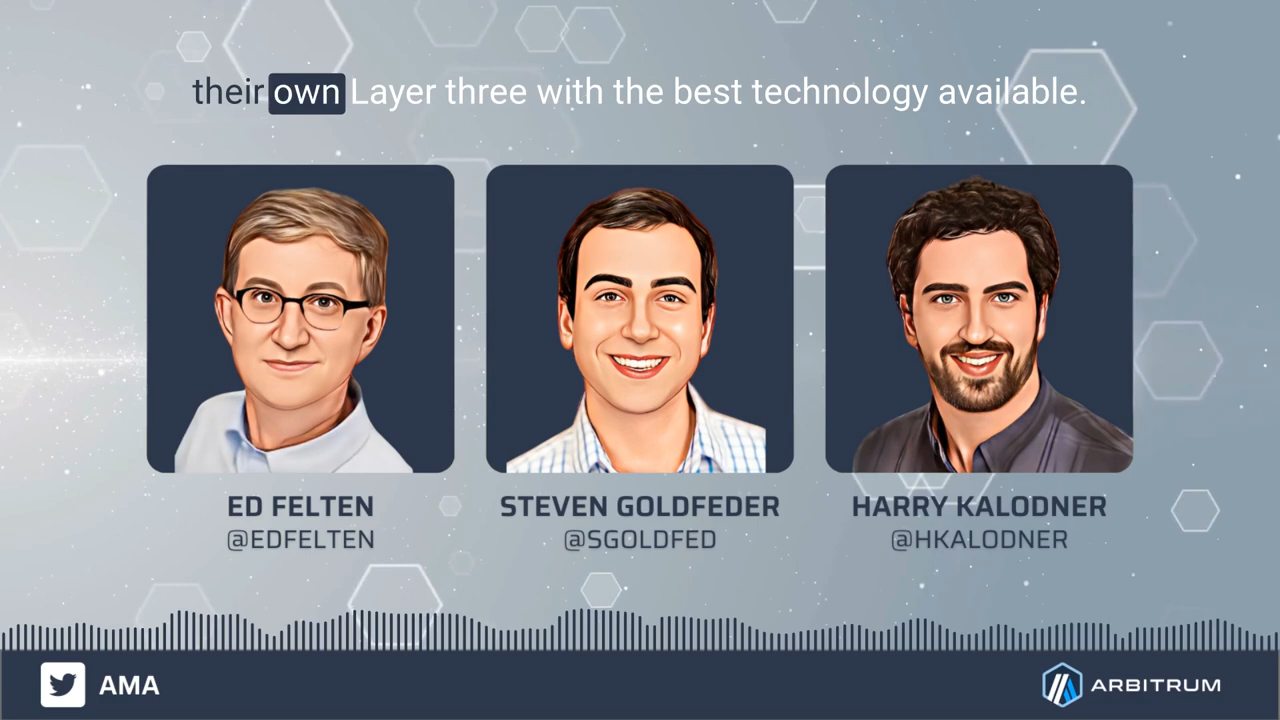 their own Layer three with the best technology available.
ED FELTEN
@EDFELTEN
STEVEN GOLDFEDER
@SGOLDFED
HARRY KALODNER
@HKALODNER
AMA
ARBITRUM